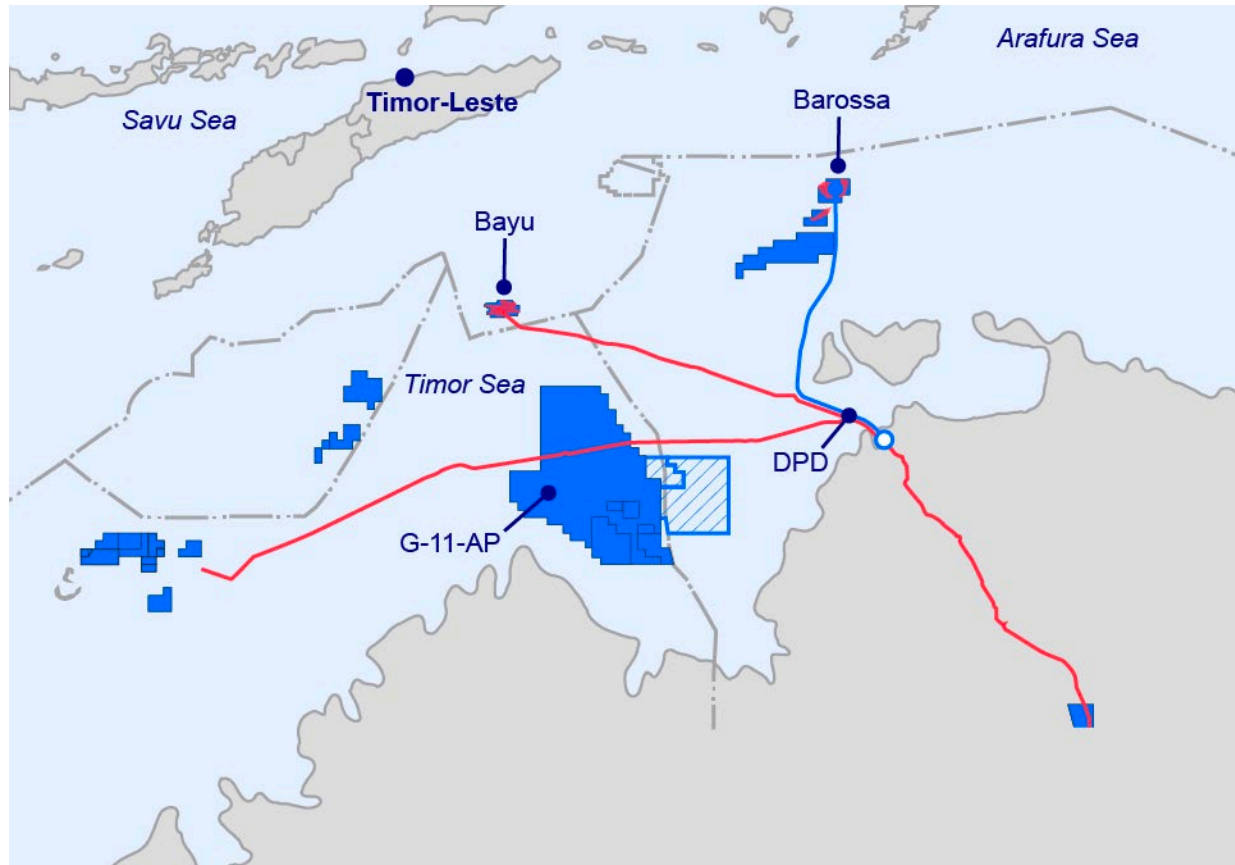 Arafura Sea
Barossa
Timor-Leste
Savu Sea
Bayu
Timor Sea
DPD
G-11-AP